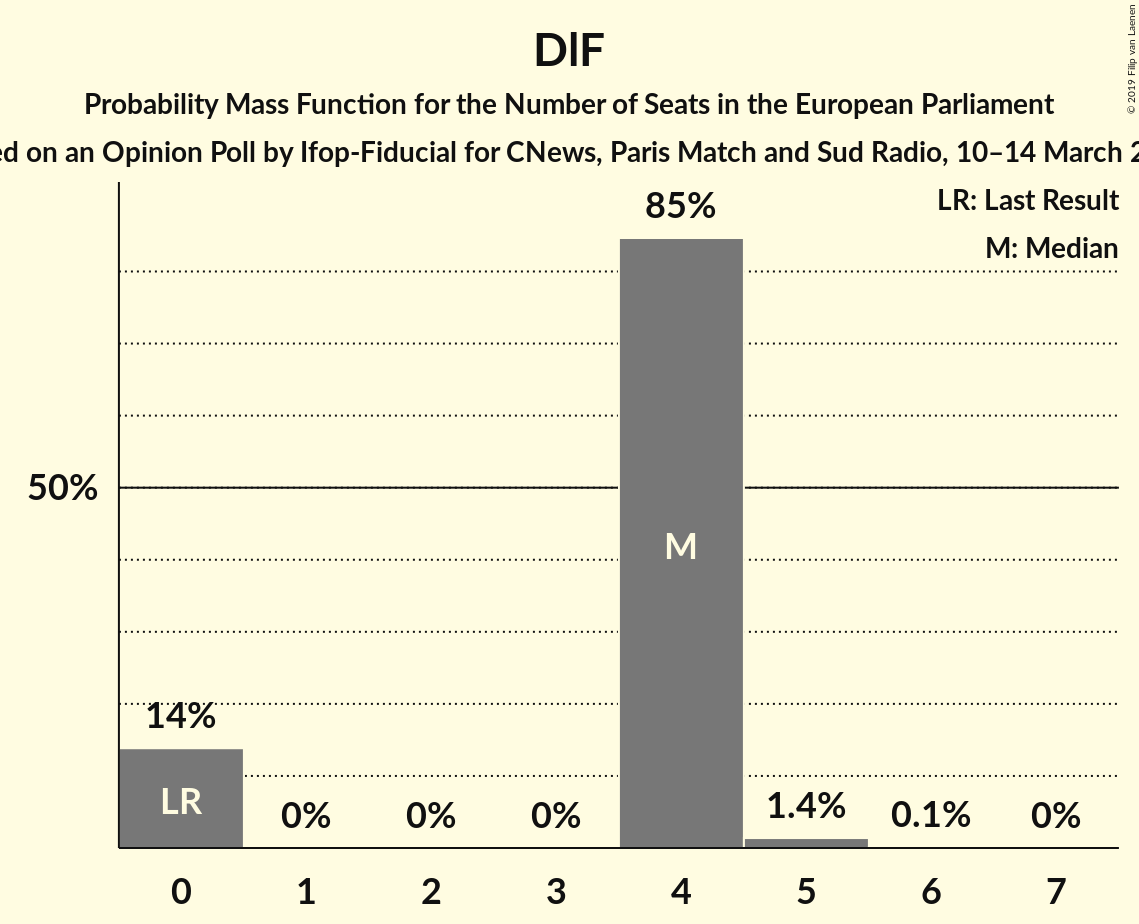 DlF
Probability Mass Function for the Number of Seats in the European Parliament
on an Opinion Poll by Ifop-Fiducial for CNews, Paris Match and Sud Radio, 10–14 March
© 2019 Filip van Laenen
LR: Last Result
M: Median
85%
50%
M
14%
LR
0%
0%
0%
1.4%
0.1%
0%
0 1 2 3 4 5 6 7